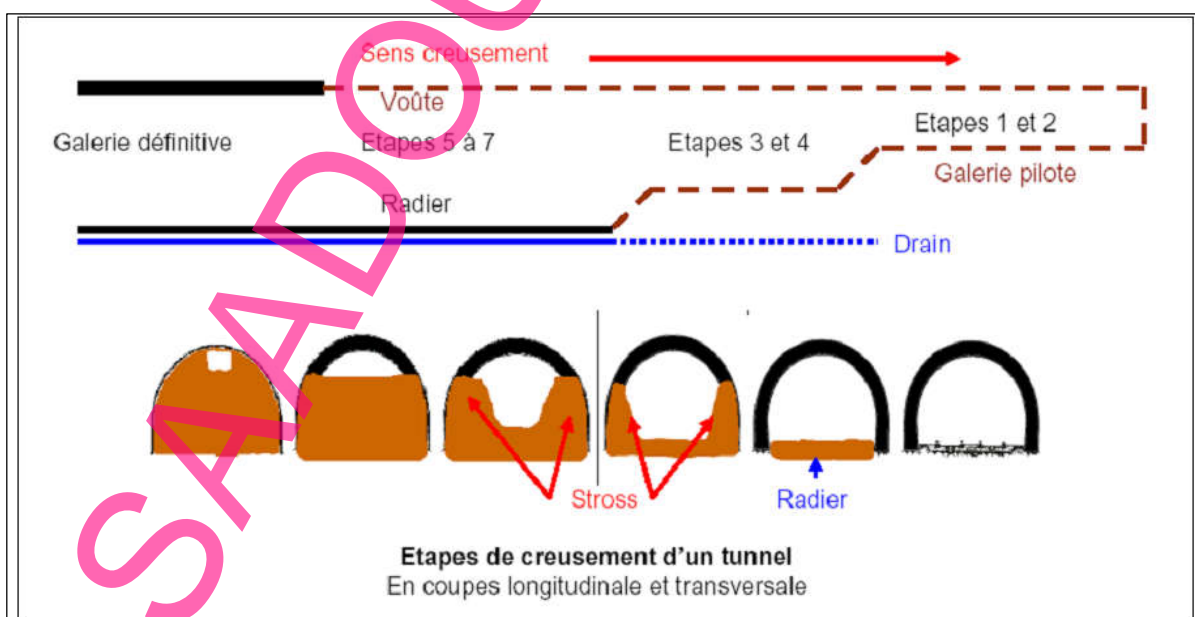 Sens creusement
Voûte
Etapes 1 et 2
Galerie définitive
Etapes 5 à 7
Etapes 3 et 4
Galerie pilote
Radier
Drain
Stross
Radier
Etapes de creusement d'un tunnel
En coupes longitudinale et transversale
SAADOU